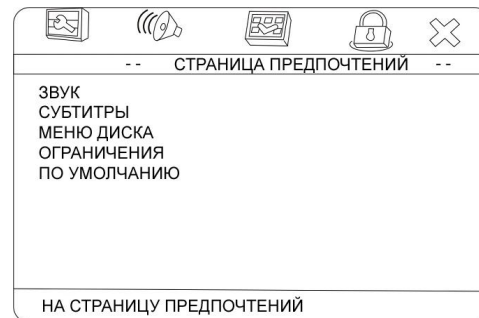 -- СТРАНИЦА ПРЕДПОЧТЕНИЙ --
ЗВУК
СУБТИТРЫ
МЕНЮ ДИСКА
ОГРАНИЧЕНИЯ
ПО УМОЛЧАНИЮ
НА СТРАНИЦУ ПРЕДПОЧТЕНИЙ